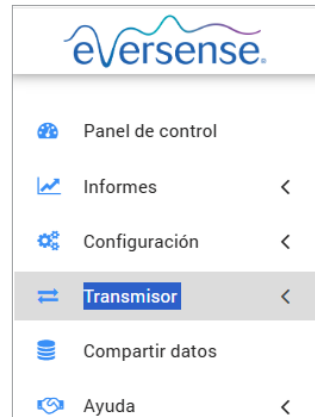 eversense.
Panel de control
Informes
Configuración
Transmisor
Compartir datos
Ayuda